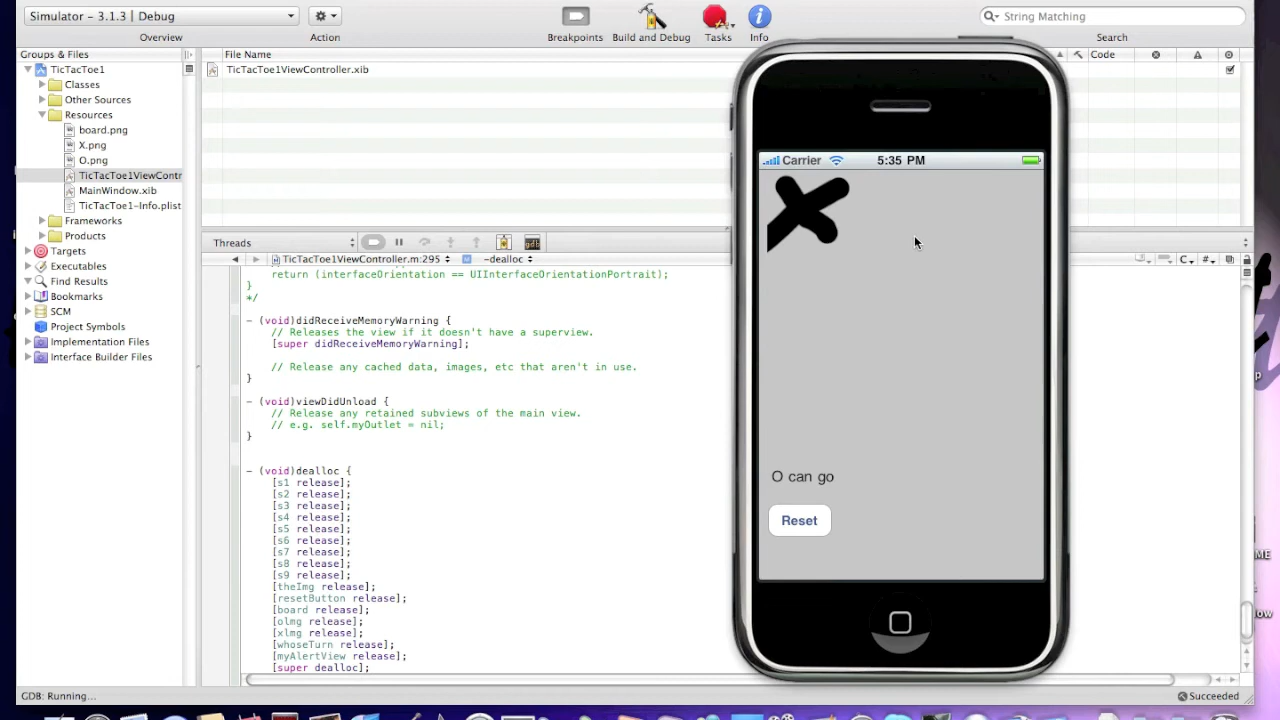 Simulator – 3.1.3 | Debug
String Matching
Overview
Action
Breakpoints
Build and Debug
Tasks
Info
Search
Groups & Files
File Name
Code
TicTacToe1
Classes
Other Sources
Resources
board.png
X.png
O.png
TicTacToe1ViewContr
MainWindow.xib
TicTacToe1-Info.plist
Frameworks
Products
Targets
Executables
Find Results
Bookmarks
SCM
Project Symbols
Implementation Files
Interface Builder Files
TicTacToe1ViewController.xib
Threads
gdb
TicTacToe1ViewController.m:295
-dealloc
C
#
return (interfaceOrientation == UIInterfaceOrientationPortrait);
}
*/
- (void)didReceiveMemoryWarning {
// Releases the view if it doesn't have a superview.
[super didReceiveMemoryWarning];
// Release any cached data, images, etc that aren't in use.
}
- (void)viewDidUnload {
// Release any retained subviews of the main view.
// e.g. self.myOutlet = nil;
}
- (void)dealloc {
[s1 release];
[s2 release];
[s3 release];
[s4 release];
[s5 release];
[s6 release];
[s7 release];
[s8 release];
[s9 release];
[theImg release];
[resetButton release];
[board release];
[oImg release];
[xImg release];
[whoseTurn release];
[myAlertView release];
[super dealloc];
Carrier
5:35 PM
O can go
Reset
GDB: Running...
Succeeded